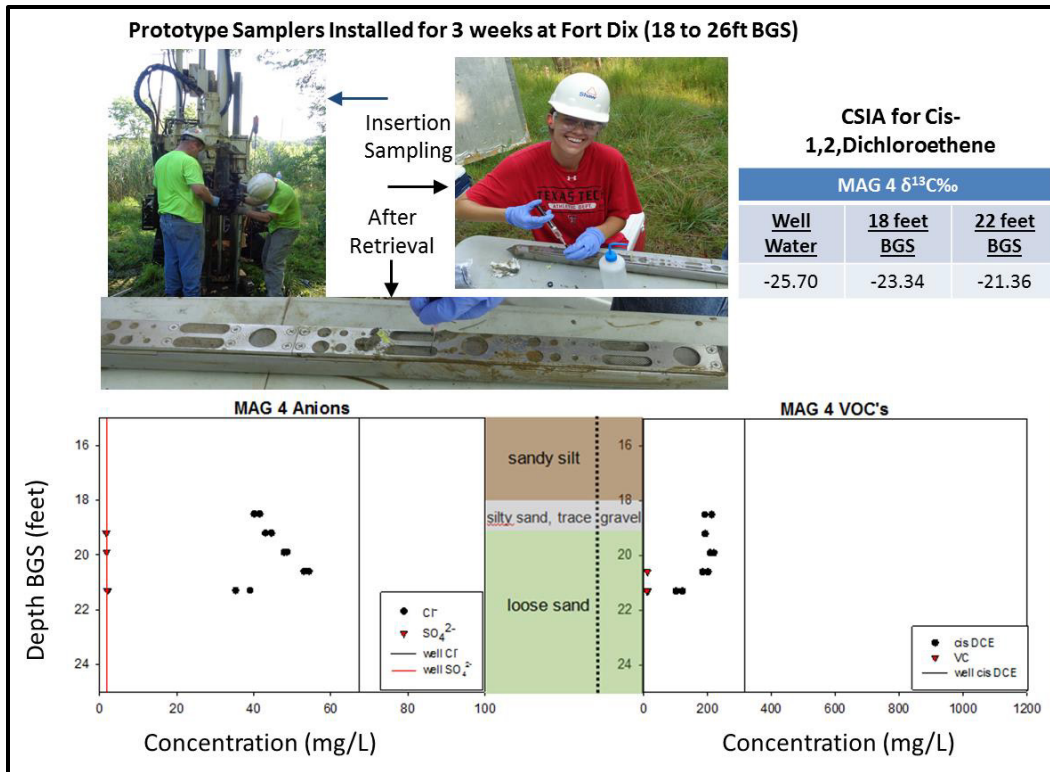 Prototype Samplers Installed for 3 weeks at Fort Dix (18 to 26ft BGS)
Insertion
Sampling
After
Retrieval
TEXAS TECH
ATHLETIC DEPT.
CSIA for Cis-
1,2,Dichloroethene
MAG 4 δ¹³C‰
Well Water
18 feet BGS
22 feet BGS
-25.70 -23.34 -21.36
MAG 4 Anions
Depth BGS (feet)
16
18
20
22
24
0 20 40 60 80 100
Concentration (mg/L)
Cl⁻
SO₄²⁻
well Cl⁻
well SO₄²⁻
sandy silt
silty sand, trace gravel
loose sand
MAG 4 VOC's
16
18
20
22
24
0 200 400 600 800 1000 1200
Concentration (mg/L)
cis DCE
VC
well cis DCE